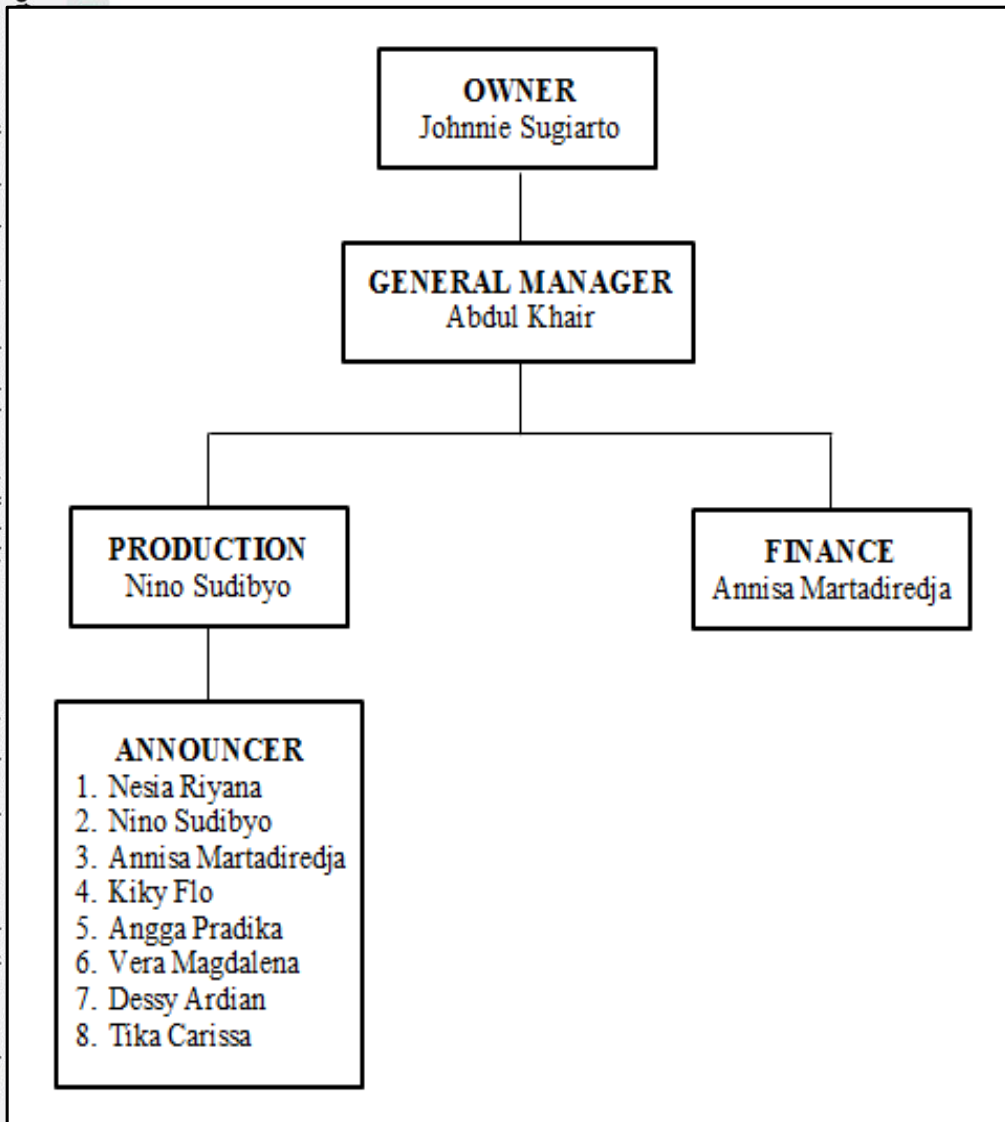 OWNER
Johnnie Sugiarto
GENERAL MANAGER
Abdul Khair
PRODUCTION
Nino Sudibyo
FINANCE
Annisa Martadiredja
ANNOUNCER
1. Nesia Riyana
2. Nino Sudibyo
3. Annisa Martadiredja
4. Kiky Flo
5. Angga Pradika
6. Vera Magdalena
7. Dessy Ardian
8. Tika Carissa